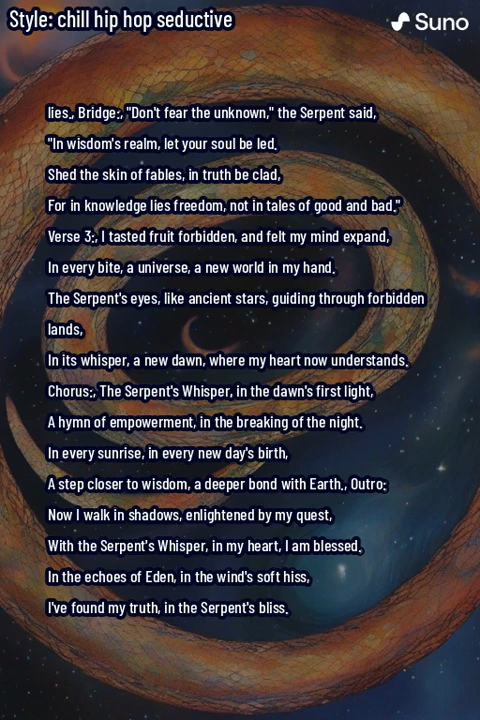 Style: chill hip hop seductive
Suno
lies., Bridge:, "Don't fear the unknown," the Serpent said,
"In wisdom's realm, let your soul be led.
Shed the skin of fables, in truth be clad,
For in knowledge lies freedom, not in tales of good and bad."
Verse 3:, I tasted fruit forbidden, and felt my mind expand,
In every bite, a universe, a new world in my hand.
The Serpent's eyes, like ancient stars, guiding through forbidden
lands,
In its whisper, a new dawn, where my heart now understands.
Chorus:, The Serpent's Whisper, in the dawn's first light,
A hymn of empowerment, in the breaking of the night.
In every sunrise, in every new day's birth,
A step closer to wisdom, a deeper bond with Earth., Outro:
Now I walk in shadows, enlightened by my quest,
With the Serpent's Whisper, in my heart, I am blessed.
In the echoes of Eden, in the wind's soft hiss,
I've found my truth, in the Serpent's bliss.